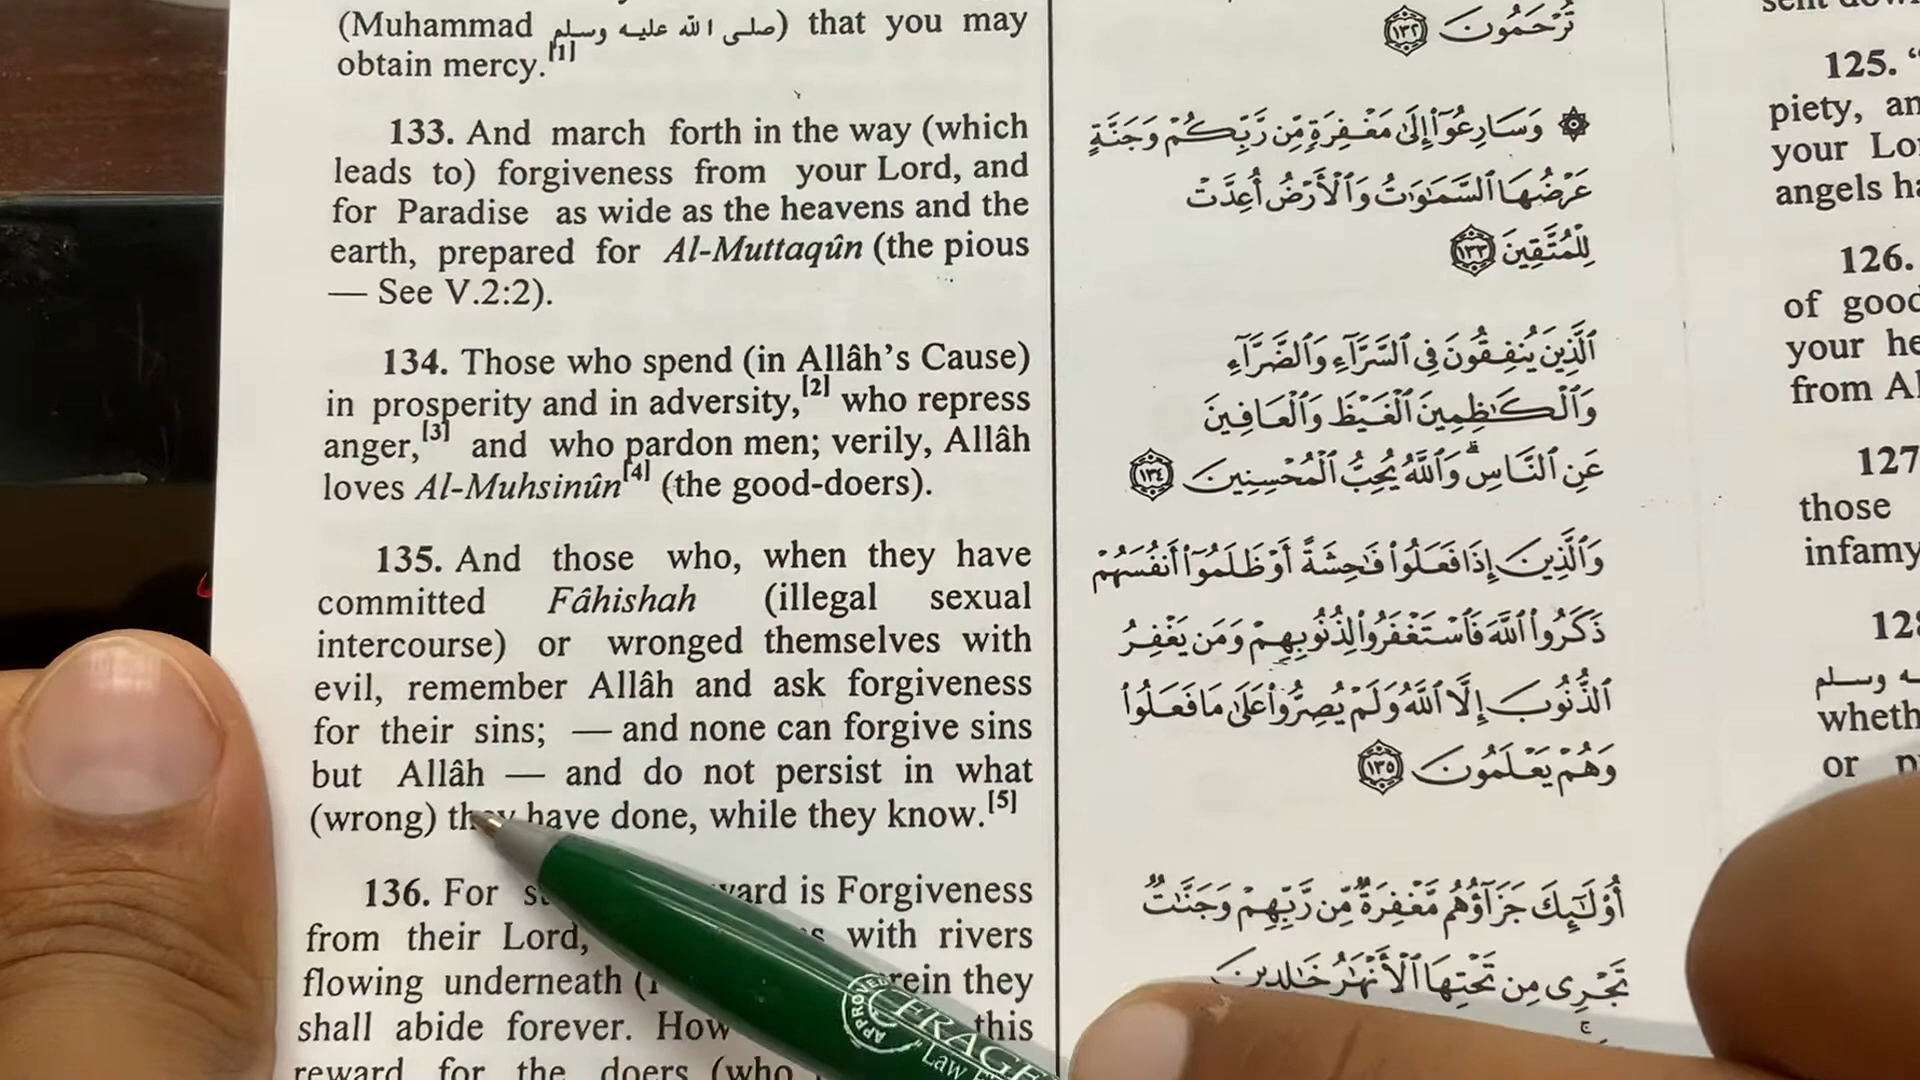 (Muhammad صلى الله عليه وسلم) that you may
obtain mercy.[1]
133. And march forth in the way (which
leads to) forgiveness from your Lord, and
for Paradise as wide as the heavens and the
earth, prepared for Al-Muttaqûn (the pious
— See V.2:2).
134. Those who spend (in Allâh's Cause)
in prosperity and in adversity,[2] who repress
anger,[3] and who pardon men; verily, Allâh
loves Al-Muhsinûn[4] (the good-doers).
135. And those who, when they have
committed Fâhishah (illegal sexual
intercourse) or wronged themselves with
evil, remember Allâh and ask forgiveness
for their sins; — and none can forgive sins
but Allâh — and do not persist in what
(wrong) they have done, while they know.[5]
136. For ward is Forgiveness
from their Lord, with rivers
flowing underneath ( rein they
shall abide forever. How this
reward for the doers (who
تُرْحَمُونَ ١٣٢
۞ وَسَارِعُوٓا۟ إِلَىٰ مَغْفِرَةٍ مِّن رَّبِّكُمْ وَجَنَّةٍ
عَرْضُهَا ٱلسَّمَٰوَٰتُ وَٱلْأَرْضُ أُعِدَّتْ
لِلْمُتَّقِينَ ١٣٣
ٱلَّذِينَ يُنفِقُونَ فِى ٱلسَّرَّآءِ وَٱلضَّرَّآءِ
وَٱلْكَٰظِمِينَ ٱلْغَيْظَ وَٱلْعَافِينَ
عَنِ ٱلنَّاسِ ۗ وَٱللَّهُ يُحِبُّ ٱلْمُحْسِنِينَ ١٣٤
وَٱلَّذِينَ إِذَا فَعَلُوا۟ فَٰحِشَةً أَوْ ظَلَمُوٓا۟ أَنفُسَهُمْ
ذَكَرُوا۟ ٱللَّهَ فَٱسْتَغْفَرُوا۟ لِذُنُوبِهِمْ وَمَن يَغْفِرُ
ٱلذُّنُوبَ إِلَّا ٱللَّهُ وَلَمْ يُصِرُّوا۟ عَلَىٰ مَا فَعَلُوا۟
وَهُمْ يَعْلَمُونَ ١٣٥
أُو۟لَٰٓئِكَ جَزَآؤُهُم مَّغْفِرَةٌ مِّن رَّبِّهِمْ وَجَنَّٰتٌ
تَجْرِى مِن تَحْتِهَا ٱلْأَنْهَٰرُ خَٰلِدِينَ
125. "
piety, an
your Lo
angels ha
126.
of good
your he
from Al
127
those
infamy
128
ـه وسلم
wheth
or
APPROVED
FRAGE
Law